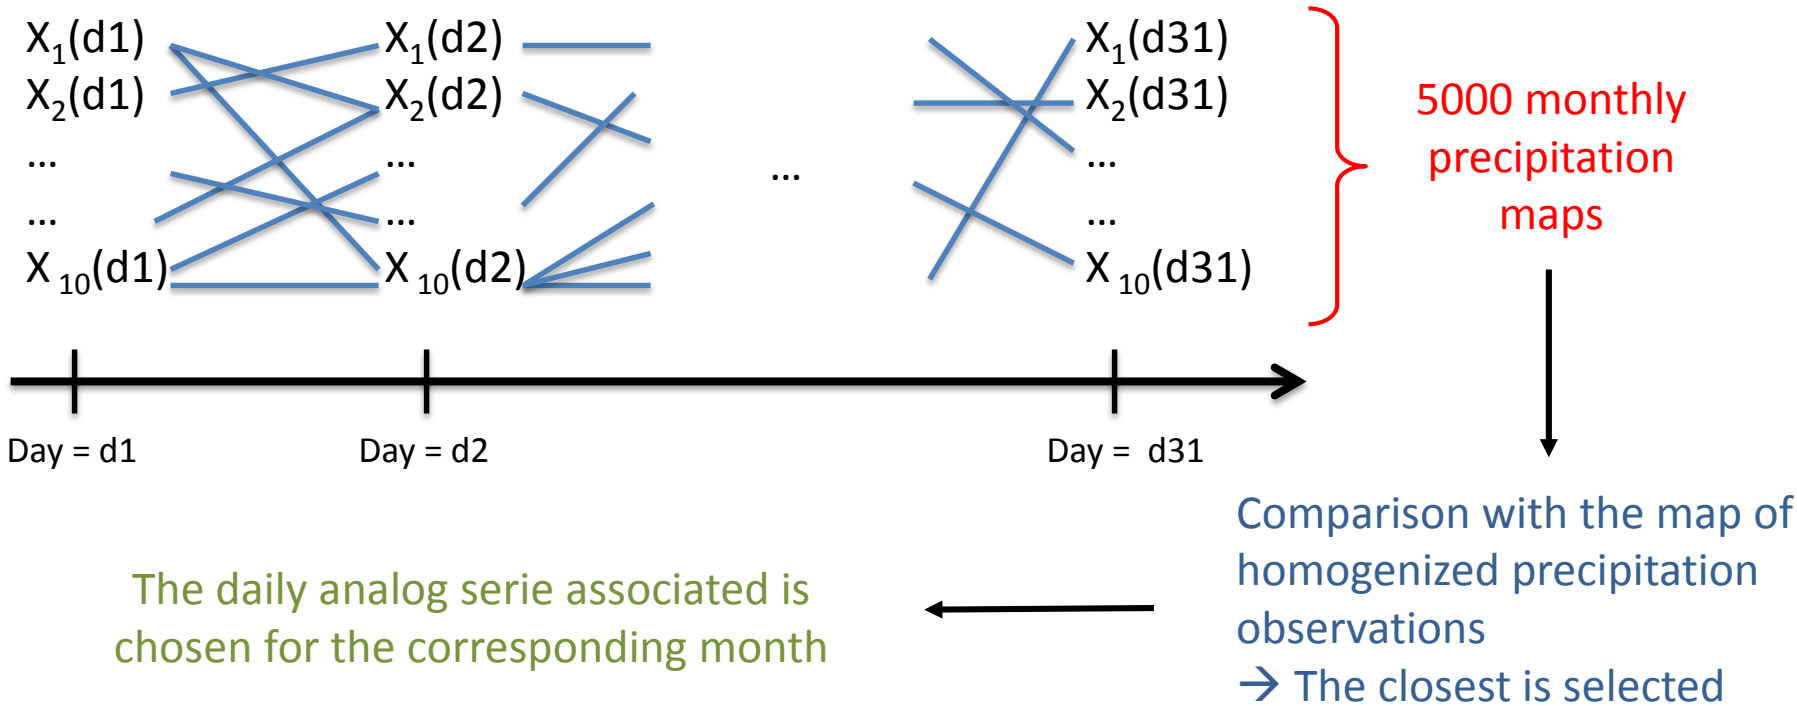 X1(d1) X1(d2) X1(d31)
X2(d1) X2(d2) X2(d31)
... ... ... ...
... ... ...
X 10(d1) X 10(d2) X 10(d31)
5000 monthly
precipitation
maps
Day = d1 Day = d2 Day = d31
Comparison with the map of
homogenized precipitation
observations
→ The closest is selected
The daily analog serie associated is
chosen for the corresponding month